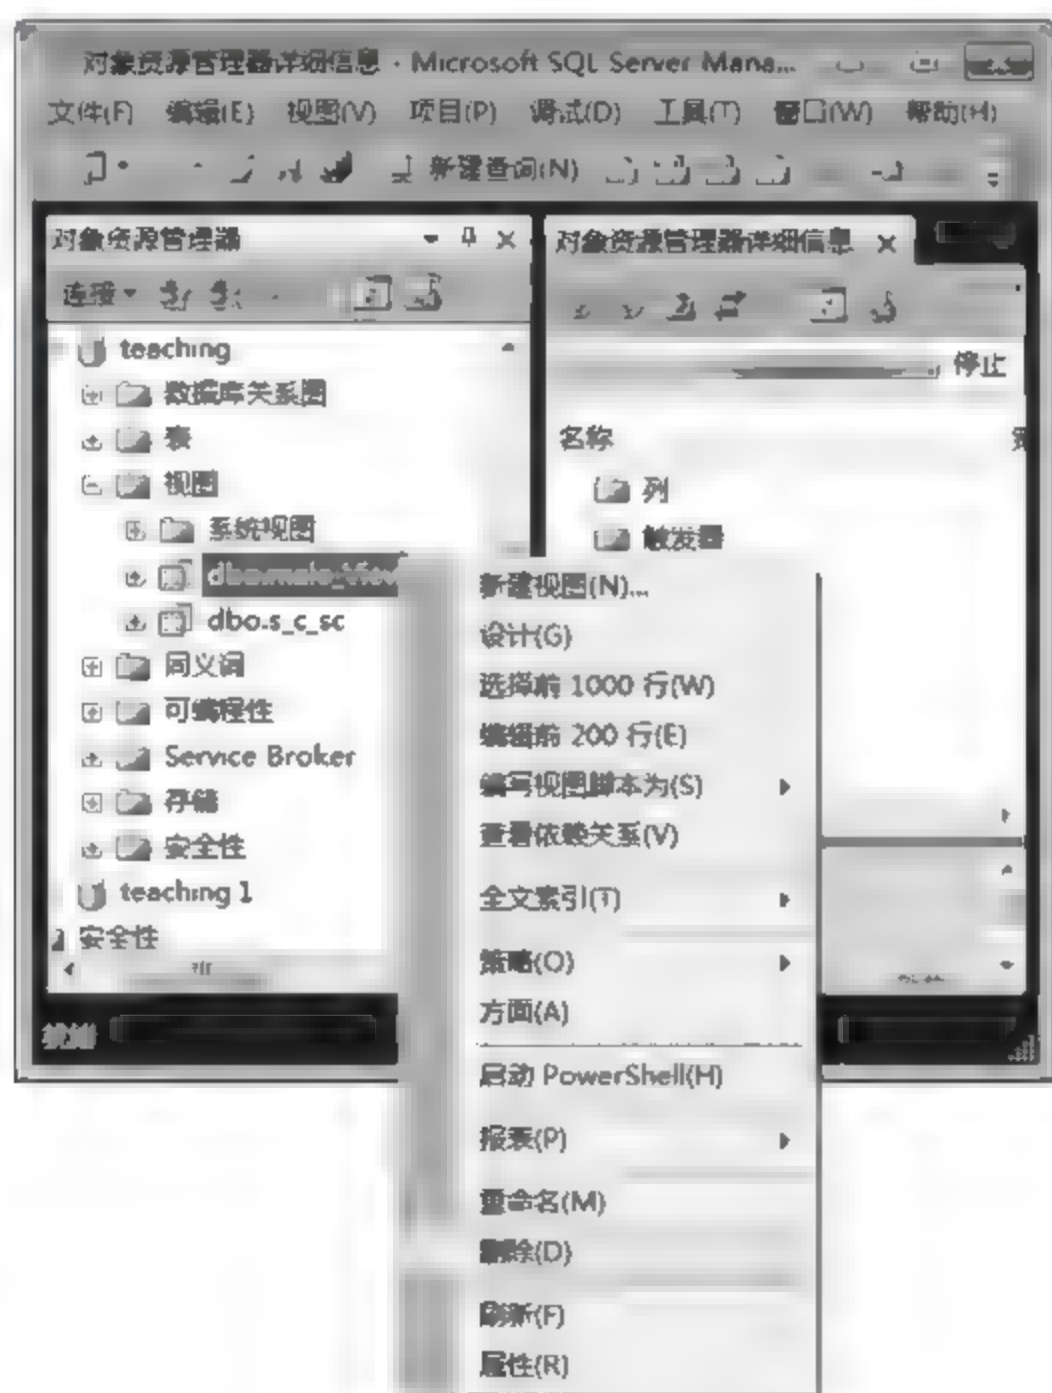 对象资源管理器详细信息 - Microsoft SQL Server Mana...
文件(F) 编辑(E) 视图(V) 项目(P) 调试(D) 工具(T) 窗口(W) 帮助(H)
新建查询(N)
对象资源管理器
连接
teaching
数据库关系图
表
视图
系统视图
dbo.male_View
dbo.s_c_sc
同义词
可编程性
Service Broker
存储
安全性
teaching 1
安全性
就绪
对象资源管理器详细信息
停止
名称
列
触发器
新建视图(N)...
设计(G)
选择前 1000 行(W)
编辑前 200 行(E)
编写视图脚本为(S)
查看依赖关系(V)
全文索引(T)
策略(O)
方面(A)
启动 PowerShell(H)
报表(P)
重命名(M)
删除(D)
刷新(F)
属性(R)